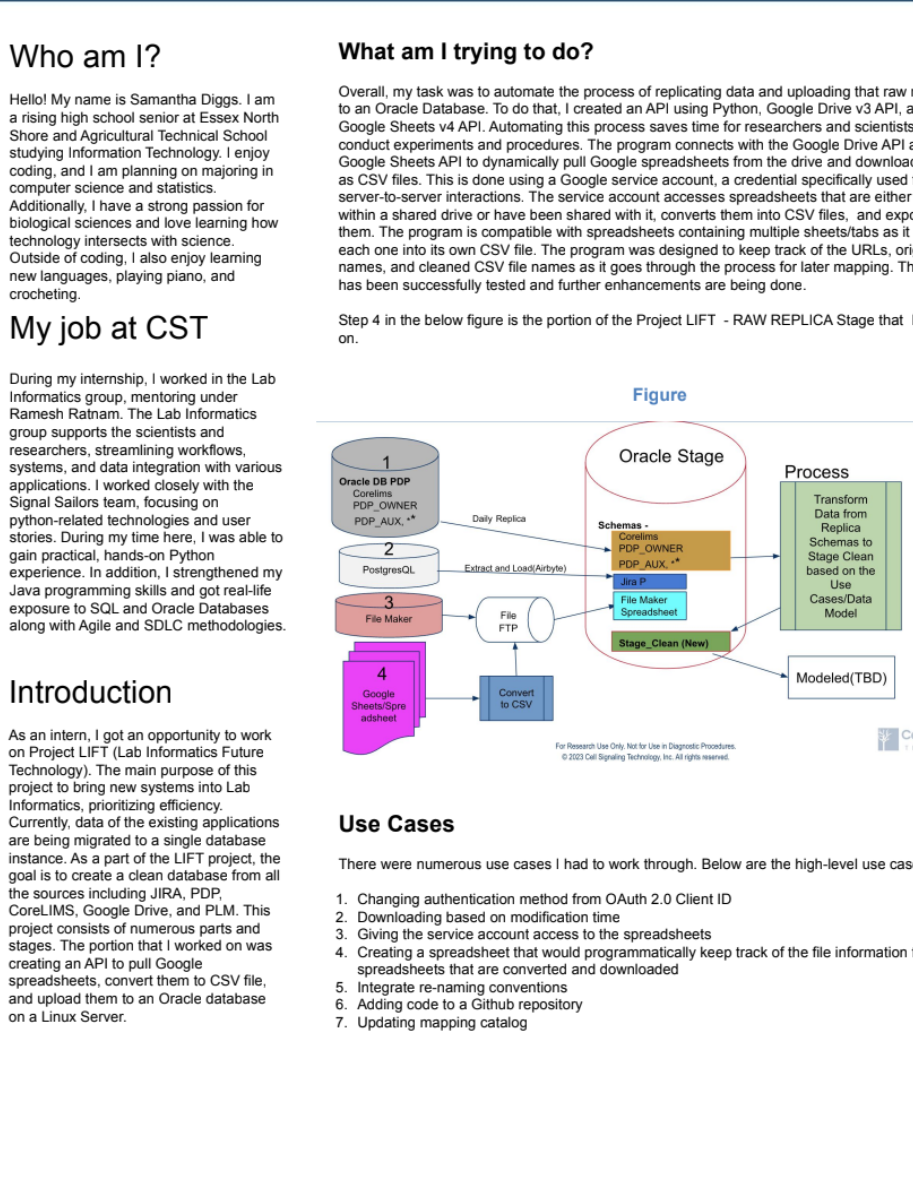 Who am I?
Hello! My name is Samantha Diggs. I am
a rising high school senior at Essex North
Shore and Agricultural Technical School
studying Information Technology. I enjoy
coding, and I am planning on majoring in
computer science and statistics.
Additionally, I have a strong passion for
biological sciences and love learning how
technology intersects with science.
Outside of coding, I also enjoy learning
new languages, playing piano, and
crocheting.
My job at CST
During my internship, I worked in the Lab
Informatics group, mentoring under
Ramesh Ratnam. The Lab Informatics
group supports the scientists and
researchers, streamlining workflows,
systems, and data integration with various
applications. I worked closely with the
Signal Sailors team, focusing on
python-related technologies and user
stories. During my time here, I was able to
gain practical, hands-on Python
experience. In addition, I strengthened my
Java programming skills and got real-life
exposure to SQL and Oracle Databases
along with Agile and SDLC methodologies.
Introduction
As an intern, I got an opportunity to work
on Project LIFT (Lab Informatics Future
Technology). The main purpose of this
project to bring new systems into Lab
Informatics, prioritizing efficiency.
Currently, data of the existing applications
are being migrated to a single database
instance. As a part of the LIFT project, the
goal is to create a clean database from all
the sources including JIRA, PDP,
CoreLIMS, Google Drive, and PLM. This
project consists of numerous parts and
stages. The portion that I worked on was
creating an API to pull Google
spreadsheets, convert them to CSV file,
and upload them to an Oracle database
on a Linux Server.
What am I trying to do?
Overall, my task was to automate the process of replicating data and uploading that raw
to an Oracle Database. To do that, I created an API using Python, Google Drive v3 API,
Google Sheets v4 API. Automating this process saves time for researchers and scientists
conduct experiments and procedures. The program connects with the Google Drive API
Google Sheets API to dynamically pull Google spreadsheets from the drive and download
as CSV files. This is done using a Google service account, a credential specifically used
server-to-server interactions. The service account accesses spreadsheets that are either
within a shared drive or have been shared with it, converts them into CSV files, and
them. The program is compatible with spreadsheets containing multiple sheets/tabs as it
each one into its own CSV file. The program was designed to keep track of the URLs,
names, and cleaned CSV file names as it goes through the process for later mapping.
has been successfully tested and further enhancements are being done.
Step 4 in the below figure is the portion of the Project LIFT - RAW REPLICA Stage that
on.
Figure
1
Oracle DB PDP
Corelims
PDP_OWNER
PDP_AUX, **
2
PostgresQL
3
File Maker
4
Google
Sheets/Spre
adsheet
Daily Replica
Extract and Load(Airbyte)
File
FTP
Convert
to CSV
Oracle Stage
Schemas -
Corelims
PDP_OWNER
PDP_AUX, **
Jira P
File Maker
Spreadsheet
Stage_Clean (New)
Process
Transform
Data from
Replica
Schemas to
Stage Clean
based on the
Use
Cases/Data
Model
Modeled(TBD)
For Research Use Only. Not for Use in Diagnostic Procedures.
© 2023 Cell Signaling Technology, Inc. All rights reserved.
Use Cases
There were numerous use cases I had to work through. Below are the high-level use
1. Changing authentication method from OAuth 2.0 Client ID
2. Downloading based on modification time
3. Giving the service account access to the spreadsheets
4. Creating a spreadsheet that would programmatically keep track of the file information
spreadsheets that are converted and downloaded
5. Integrate re-naming conventions
6. Adding code to a Github repository
7. Updating mapping catalog